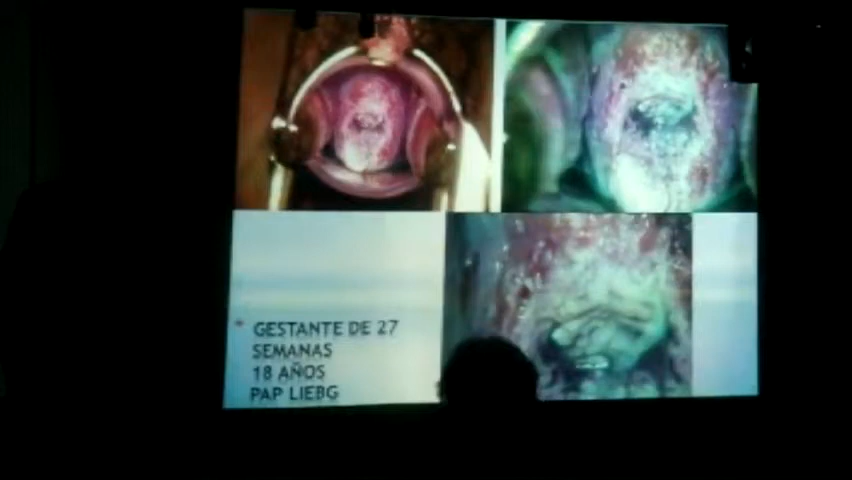 GESTANTE DE 27
SEMANAS
18 AÑOS
PAP LIEBG